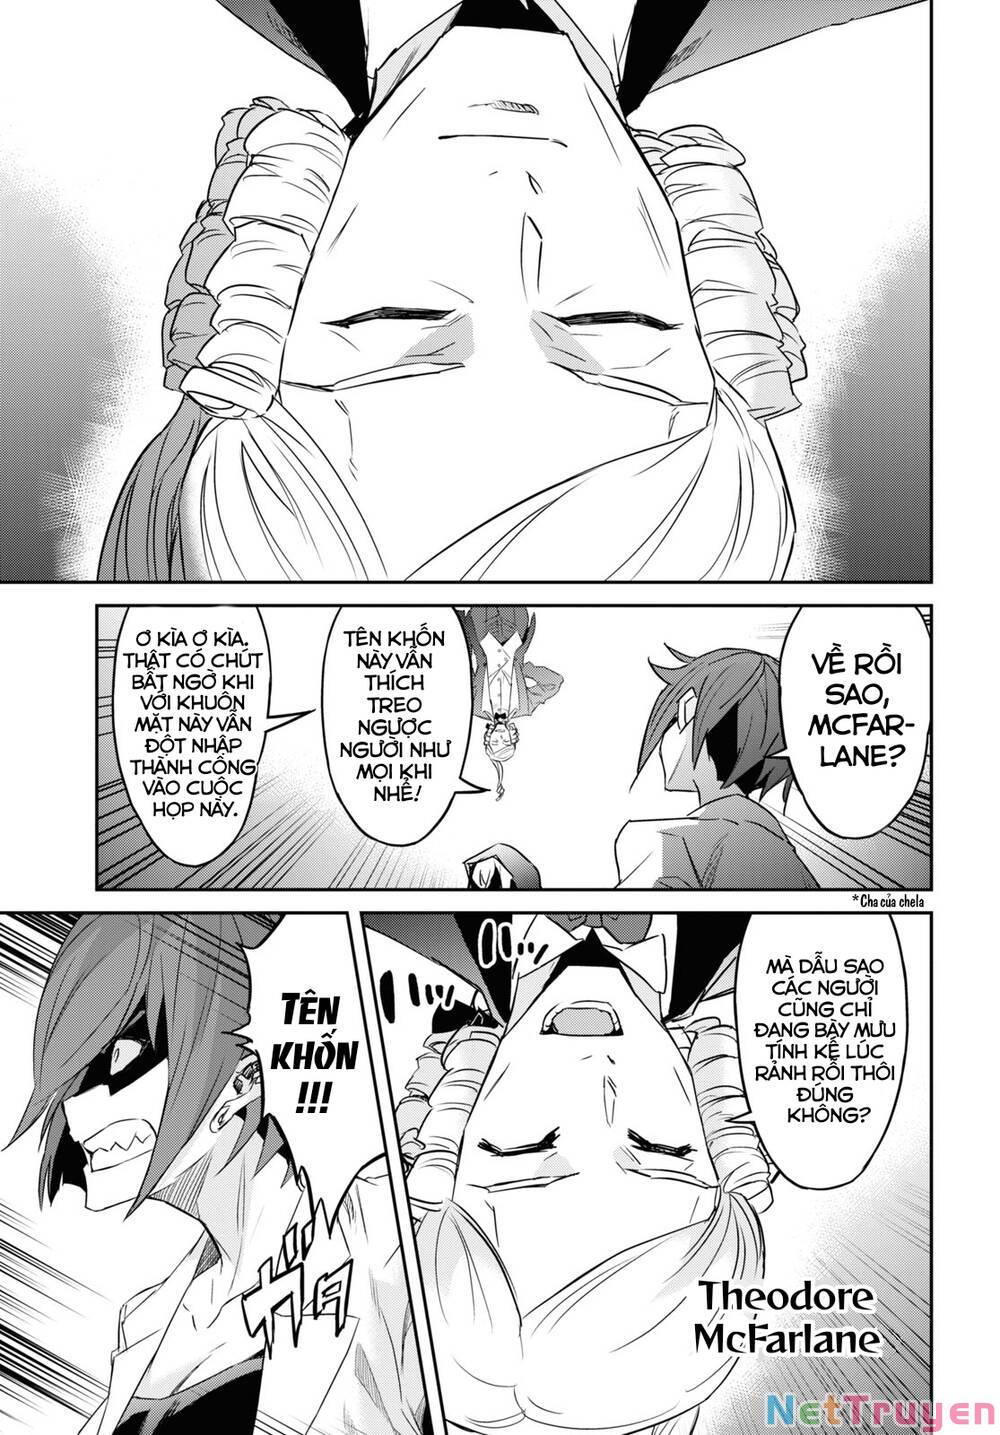 VỀ RỒI
SAO,
MCFAR-
LANE?
TÊN KHỐN
NÀY VẪN
THÍCH
TREO
NGƯỢC
NGƯỜI NHƯ
MỌI KHI
NHỂ!
Ơ KÌA Ơ KÌA.
THẬT CÓ CHÚT
BẤT NGỜ KHI
VỚI KHUÔN
MẶT NÀY VẪN
ĐỘT NHẬP
THÀNH CÔNG
VÀO CUỘC
HỌP NÀY.
*Cha của chela
MÀ DẪU SAO
CÁC NGƯỜI
CŨNG CHỈ
ĐANG BÀY MƯU
TÍNH KẾ LÚC
RẢNH RỖI THÔI
ĐÚNG
KHÔNG?
TÊN
KHỐN
!!!
ガタ
Theodore
McFarlane
NetTruyen